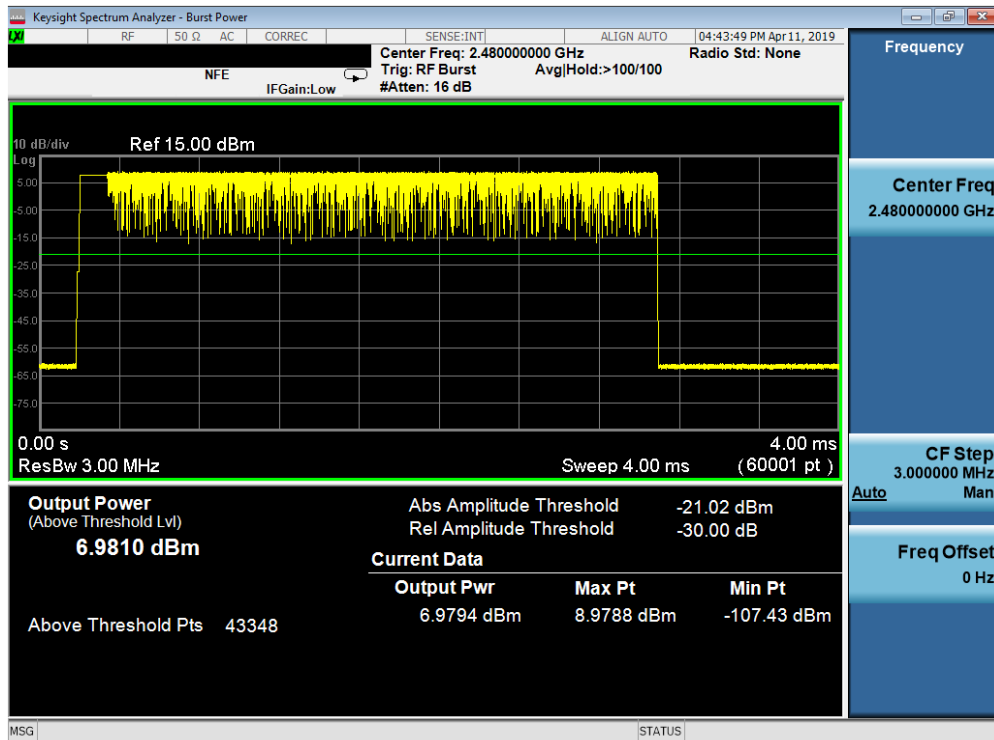 Keysight Spectrum Analyzer - Burst Power
LXI RF 50 Ω AC CORREC SENSE:INT ALIGN AUTO 04:43:49 PM Apr 11, 2019
Center Freq: 2.480000000 GHz Radio Std: None
NFE Trig: RF Burst Avg|Hold:>100/100
IFGain:Low #Atten: 16 dB
Frequency
10 dB/div Ref 15.00 dBm
Log
5.00
-5.00
-15.0
-25.0
-35.0
-45.0
-55.0
-65.0
-75.0
0.00 s 4.00 ms
ResBw 3.00 MHz Sweep 4.00 ms (60001 pt)
Center Freq
2.480000000 GHz
CF Step
3.000000 MHz
Auto Man
Freq Offset
0 Hz
Output Power
(Above Threshold Lvl)
6.9810 dBm
Above Threshold Pts 43348
Abs Amplitude Threshold -21.02 dBm
Rel Amplitude Threshold -30.00 dB
Current Data
Output Pwr Max Pt Min Pt
6.9794 dBm 8.9788 dBm -107.43 dBm
MSG STATUS